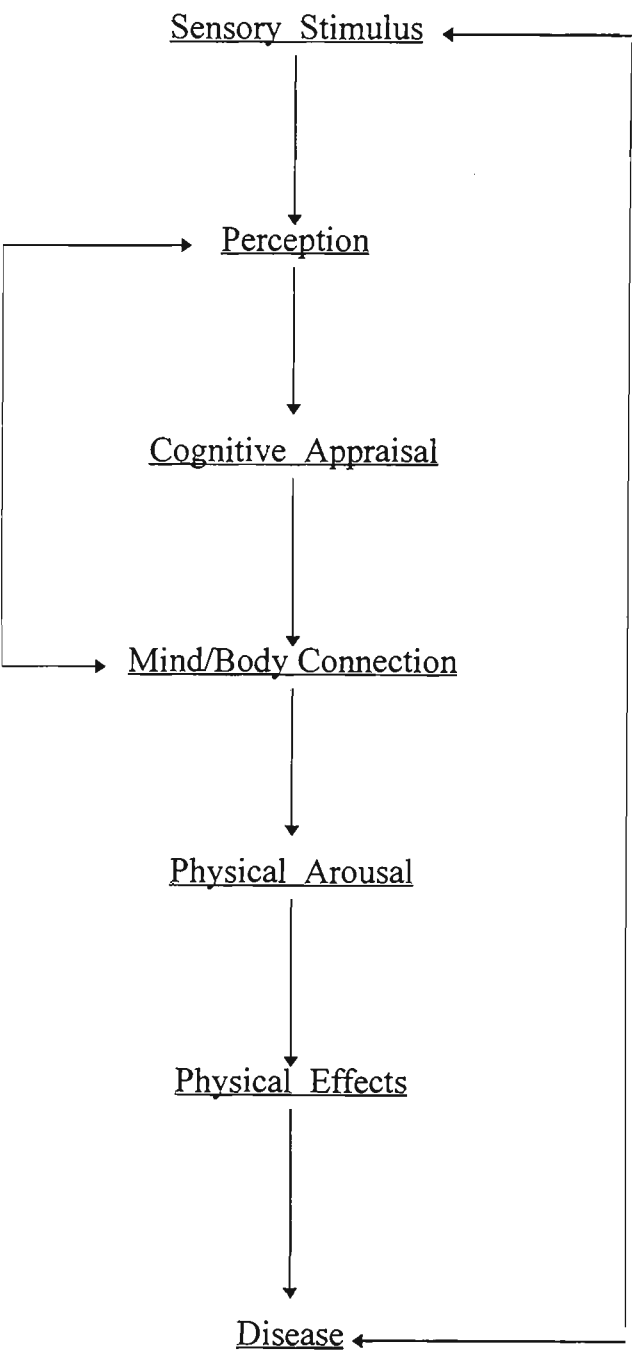 Sensory Stimulus
Perception
Cognitive Appraisal
Mind/Body Connection
Physical Arousal
Physical Effects
Disease